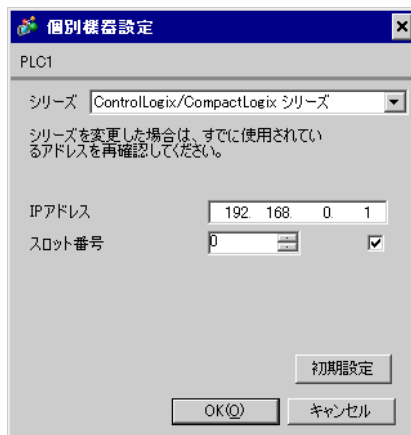 個別機器設定
PLC1
シリーズ ControlLogix/CompactLogix シリーズ
シリーズを変更した場合は、すでに使用されてい
るアドレスを再確認してください。
IPアドレス 192. 168. 0. 1
スロット番号 0
初期設定
OK(O) キャンセル